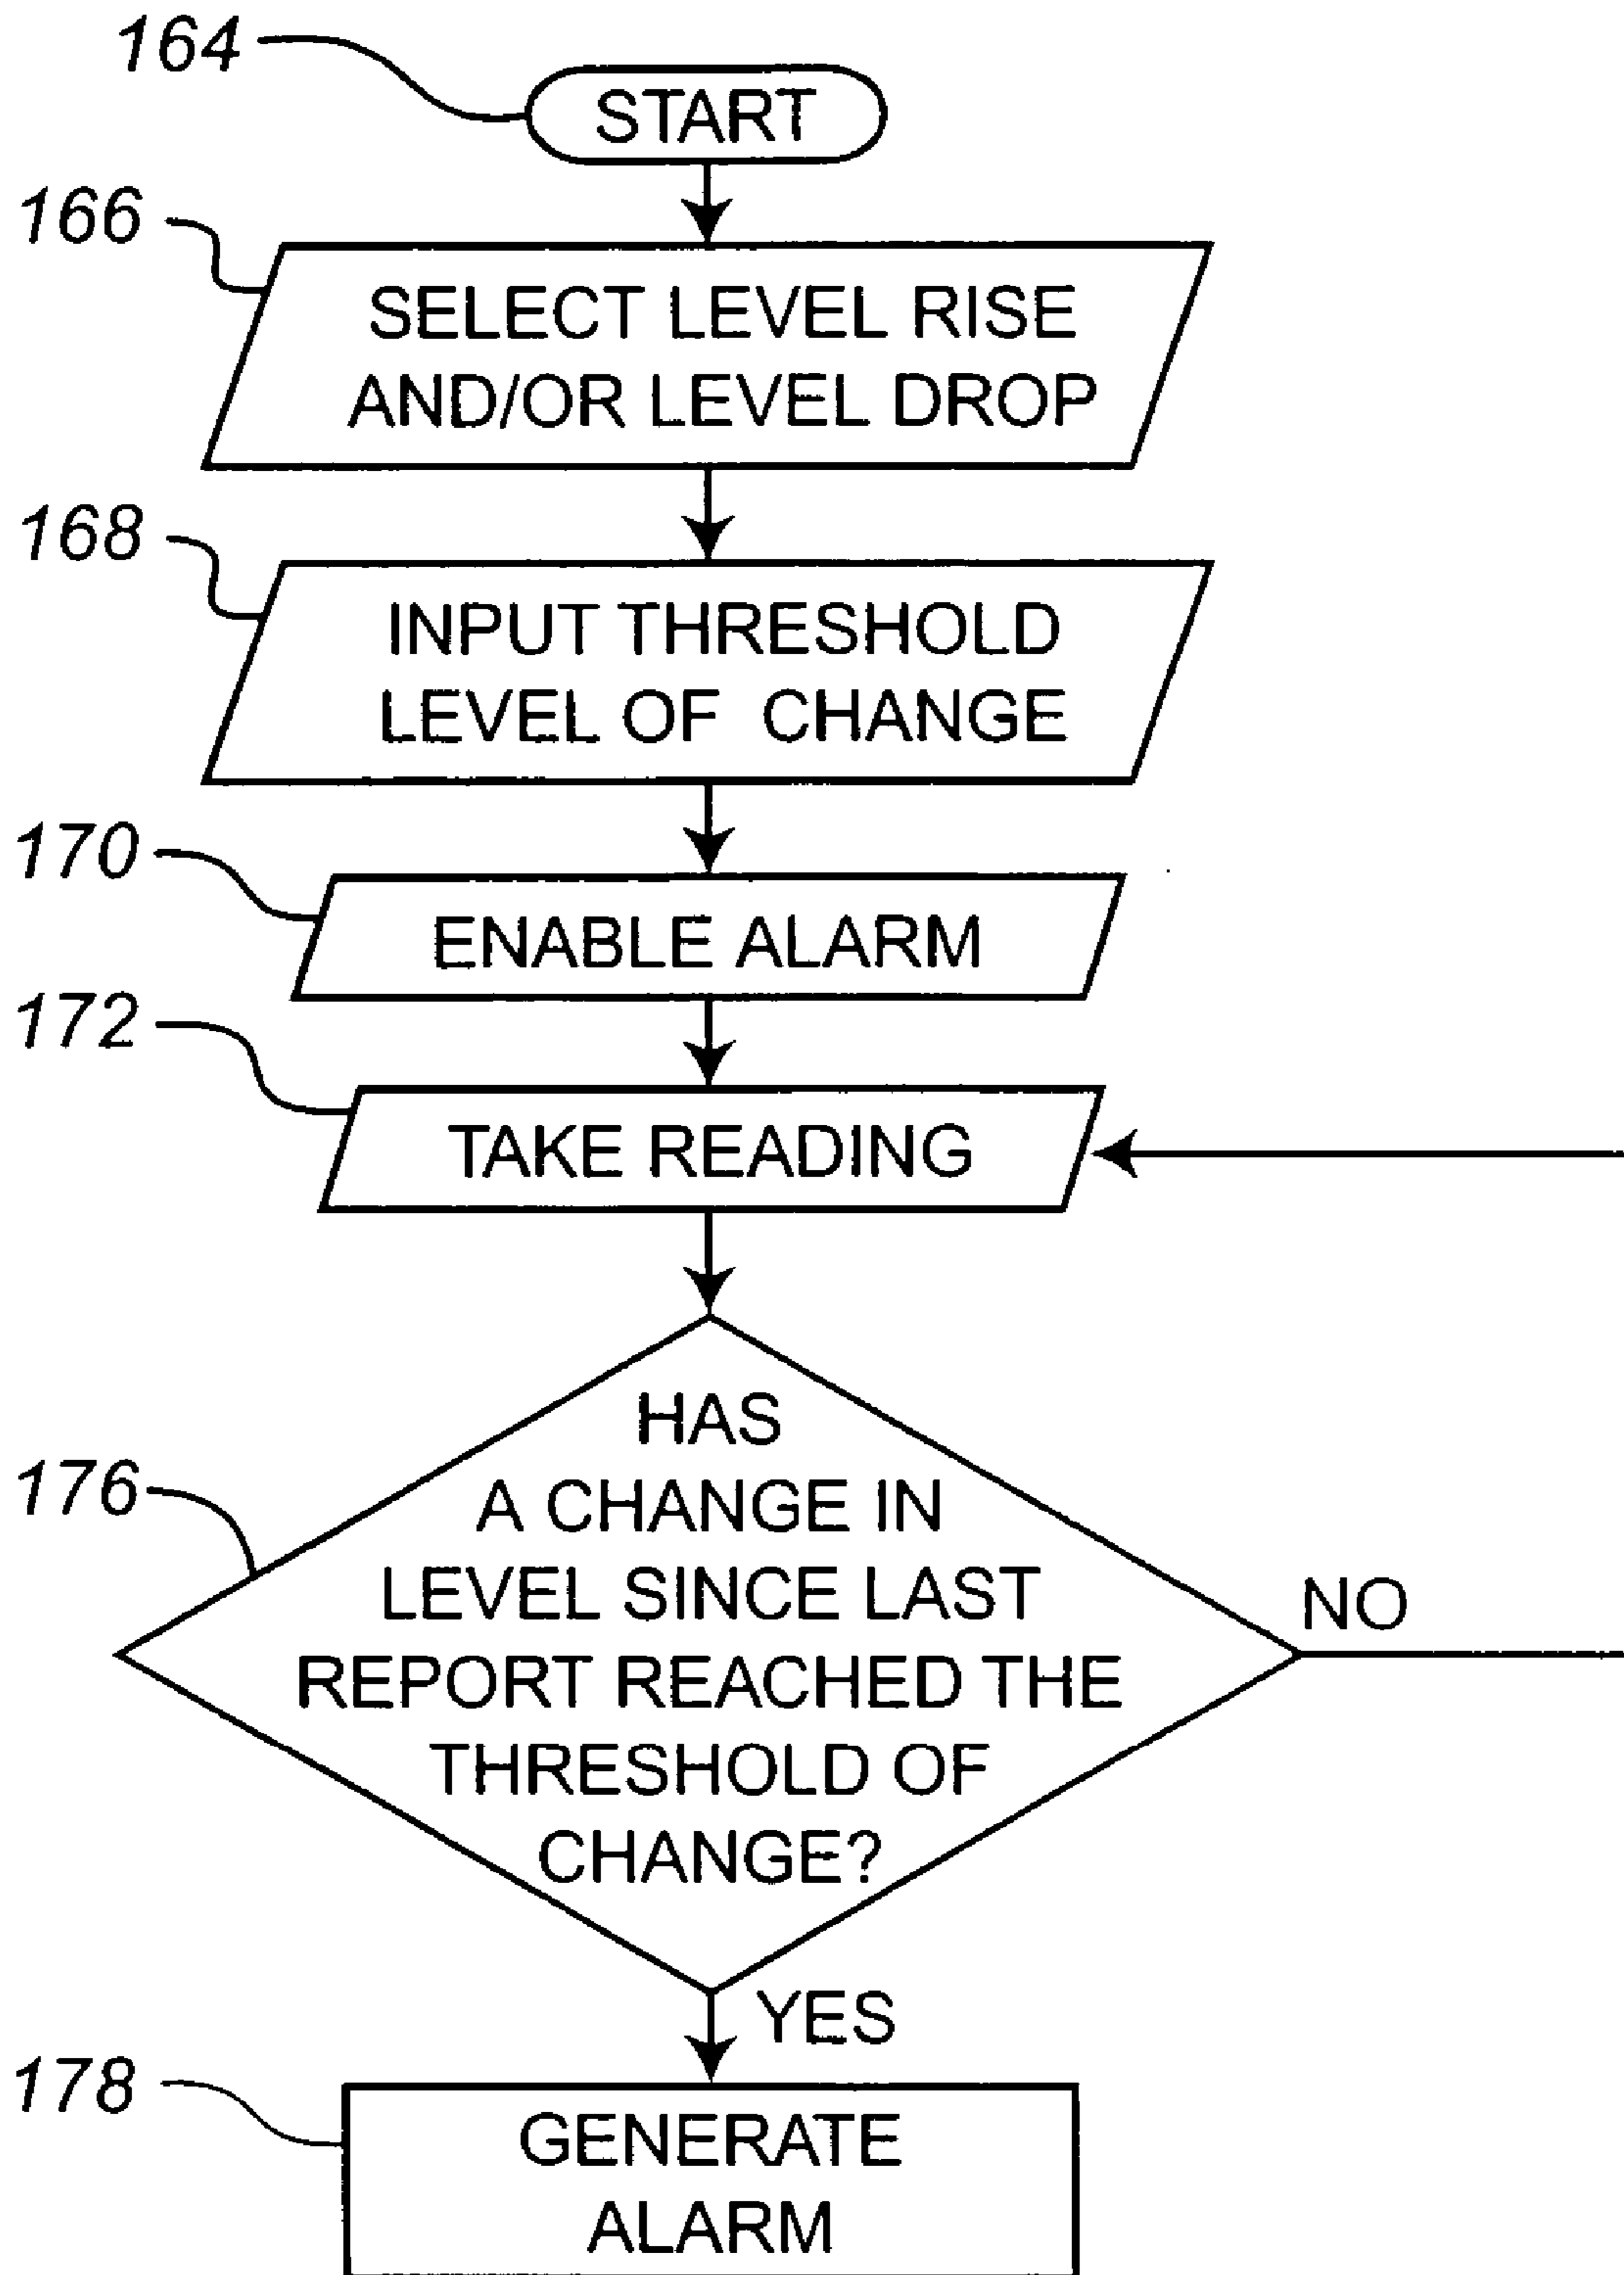 164
START
166
SELECT LEVEL RISE
AND/OR LEVEL DROP
168
INPUT THRESHOLD
LEVEL OF CHANGE
170
ENABLE ALARM
172
TAKE READING
176
HAS
A CHANGE IN
LEVEL SINCE LAST
REPORT REACHED THE
THRESHOLD OF
CHANGE?
NO
YES
178
GENERATE
ALARM